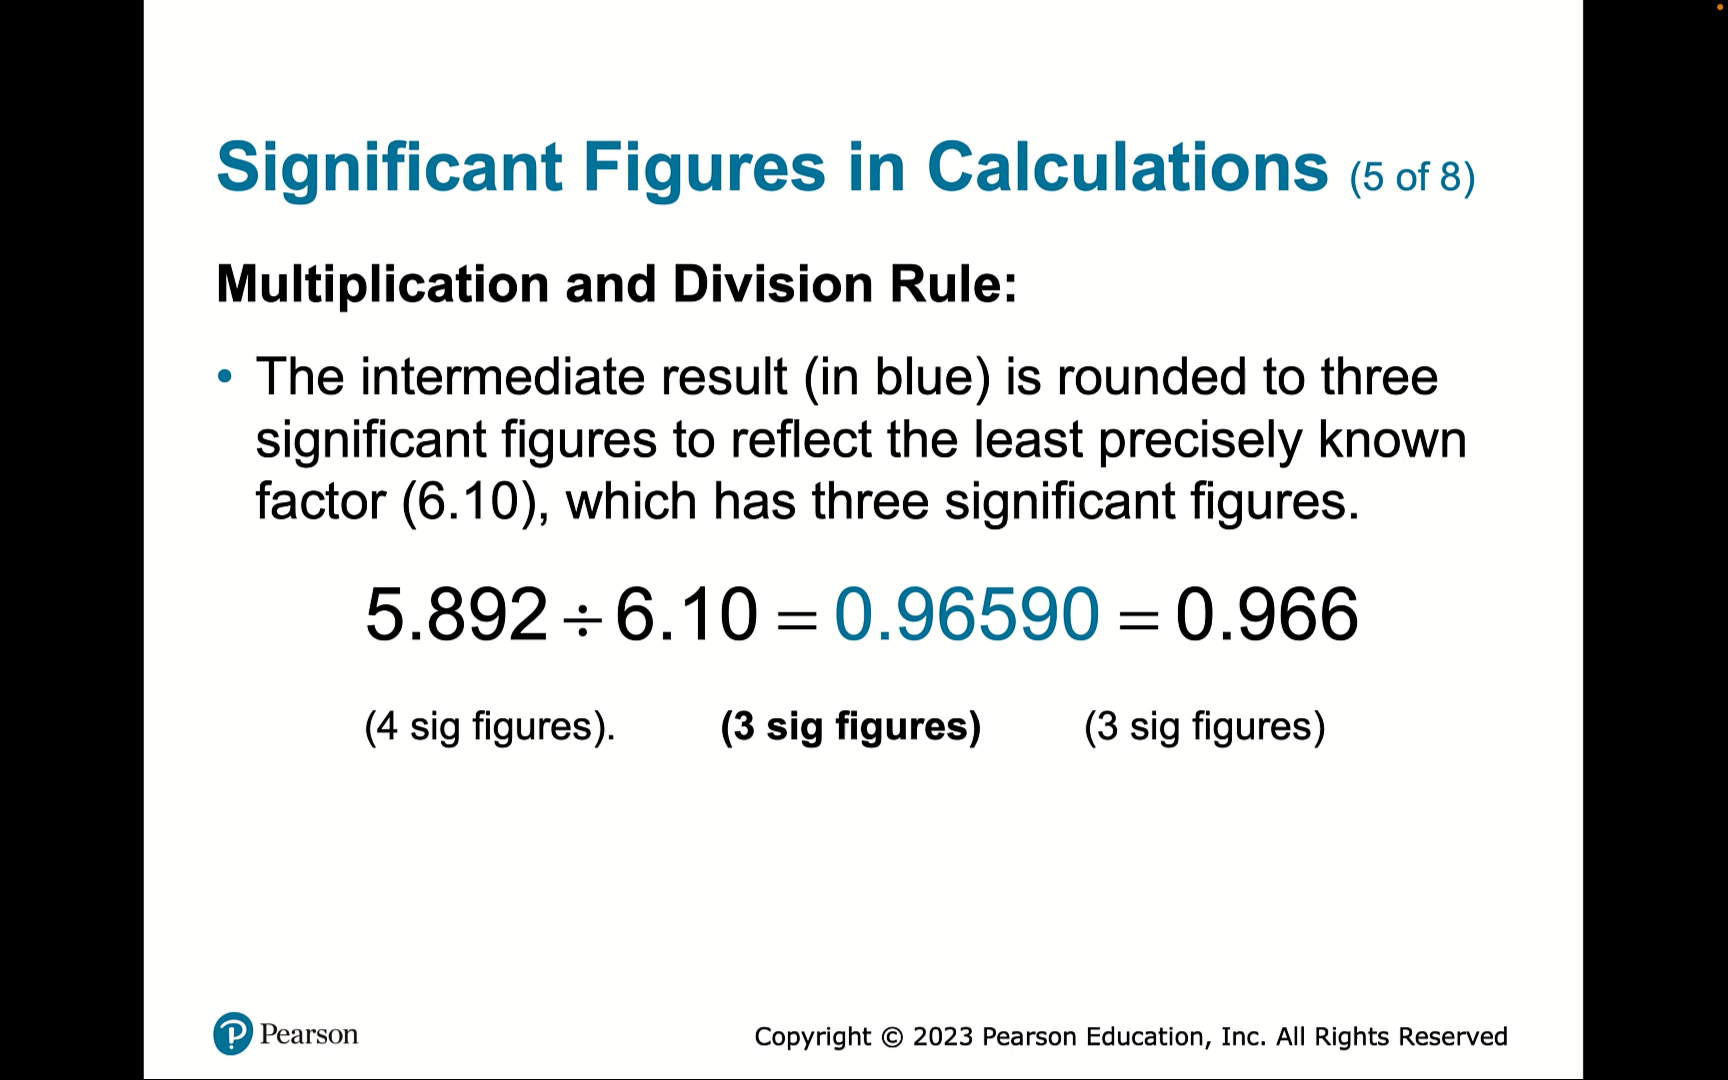 Significant Figures in Calculations (5 of 8)
Multiplication and Division Rule:
• The intermediate result (in blue) is rounded to three
significant figures to reflect the least precisely known
factor (6.10), which has three significant figures.
5.892 ÷ 6.10 = 0.96590 = 0.966
(4 sig figures). (3 sig figures) (3 sig figures)
Pearson
Copyright © 2023 Pearson Education, Inc. All Rights Reserved